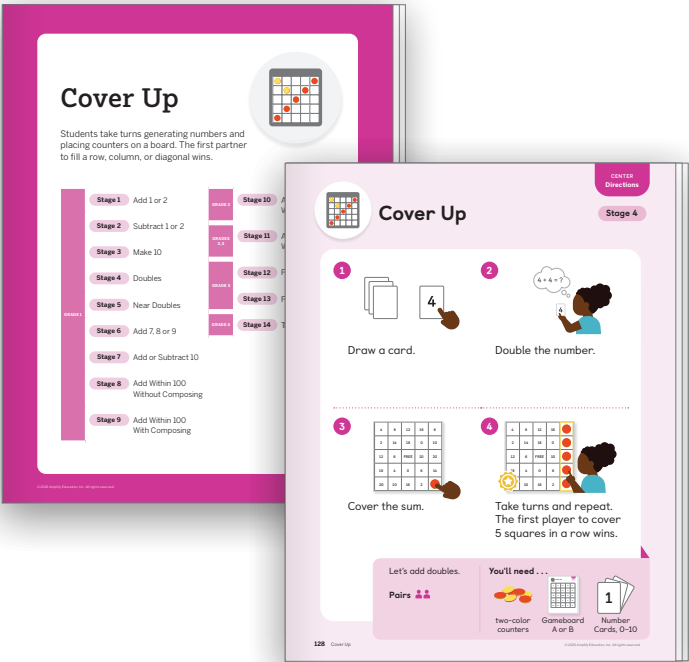 Cover Up
Students take turns generating numbers and
placing counters on a board. The first partner
to fill a row, column, or diagonal wins.
GRADE 1
Stage 1 Add 1 or 2
Stage 2 Subtract 1 or 2
Stage 3 Make 10
Stage 4 Doubles
Stage 5 Near Doubles
Stage 6 Add 7, 8 or 9
Stage 7 Add or Subtract 10
Stage 8 Add Within 100
Without Composing
Stage 9 Add Within 100
With Composing
Stage 10
Stage 11
Stage 12
Stage 13
Stage 14
CENTER
Directions
Cover Up
Stage 4
1
4
Draw a card.
2
4 + 4 = ?
4
Double the number.
3
Cover the sum.
4
FREE
Take turns and repeat.
The first player to cover
5 squares in a row wins.
Let's add doubles.
Pairs
You'll need . . .
two-color
counters
Gameboard
A or B
1
Number
Cards, 0–10
128 Cover Up